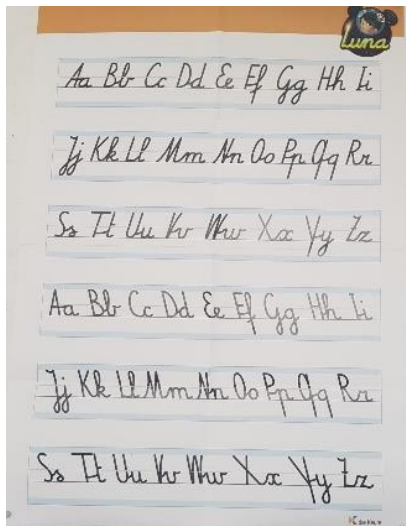 Luna
Aa Bb Cc Dd Ee Ff Gg Hh Ii
Jj Kk Ll Mm Nn Oo Pp Qq Rr
Ss Tt Uu Vv Ww Xx Yy Zz
Aa Bb Cc Dd Ee Ff Gg Hh Ii
Jj Kk Ll Mm Nn Oo Pp Qq Rr
Ss Tt Uu Vv Ww Xx Yy Zz